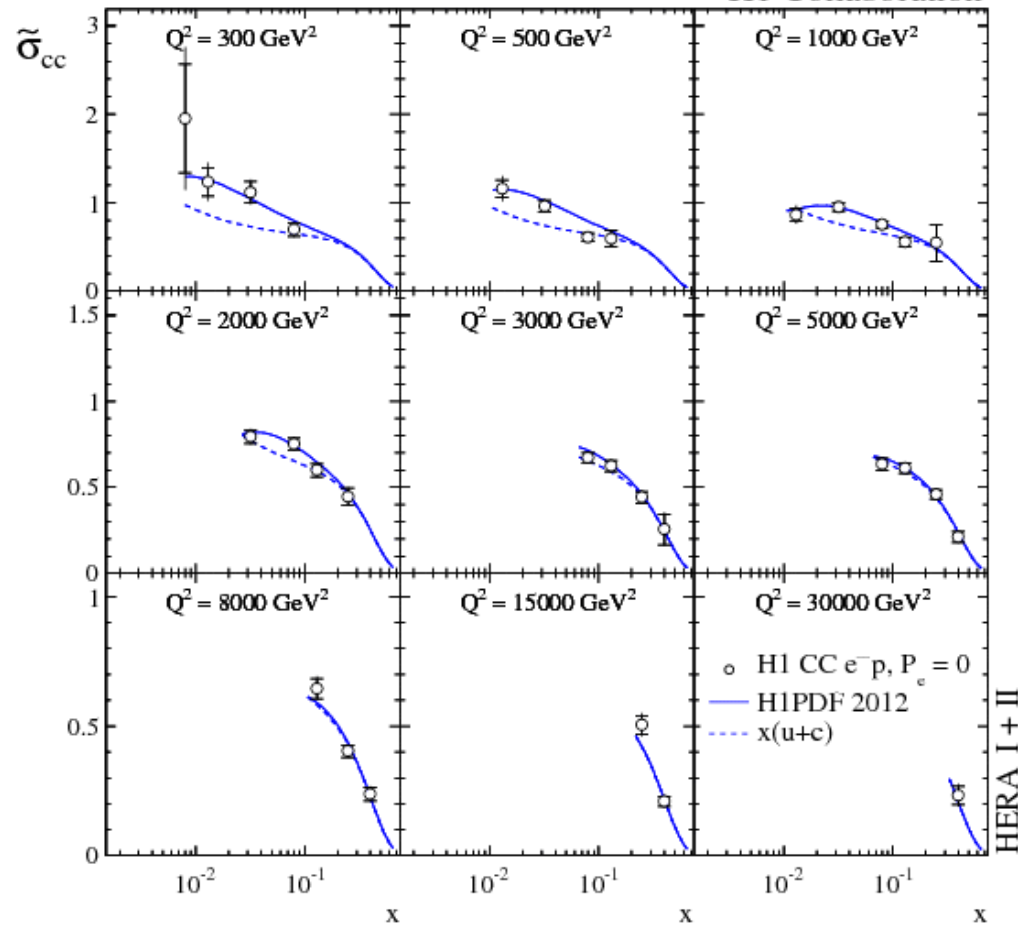 σ̃cc
3
2
1
0
Q² = 300 GeV²
Q² = 500 GeV²
Q² = 1000 GeV²
1.5
1
0.5
0
Q² = 2000 GeV²
Q² = 3000 GeV²
Q² = 5000 GeV²
1
0.5
0
Q² = 8000 GeV²
Q² = 15000 GeV²
Q² = 30000 GeV²
H1 CC e⁻p, Pₑ = 0
H1PDF 2012
x(u+c)
HERA I + II
10⁻² 10⁻¹ 10⁻² 10⁻¹ 10⁻² 10⁻¹
x x x